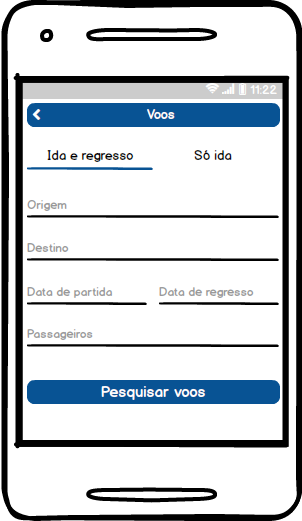 11:22
Voos
Ida e regresso Só ida
Origem
Destino
Data de partida Data de regresso
Passageiros
Pesquisar voos